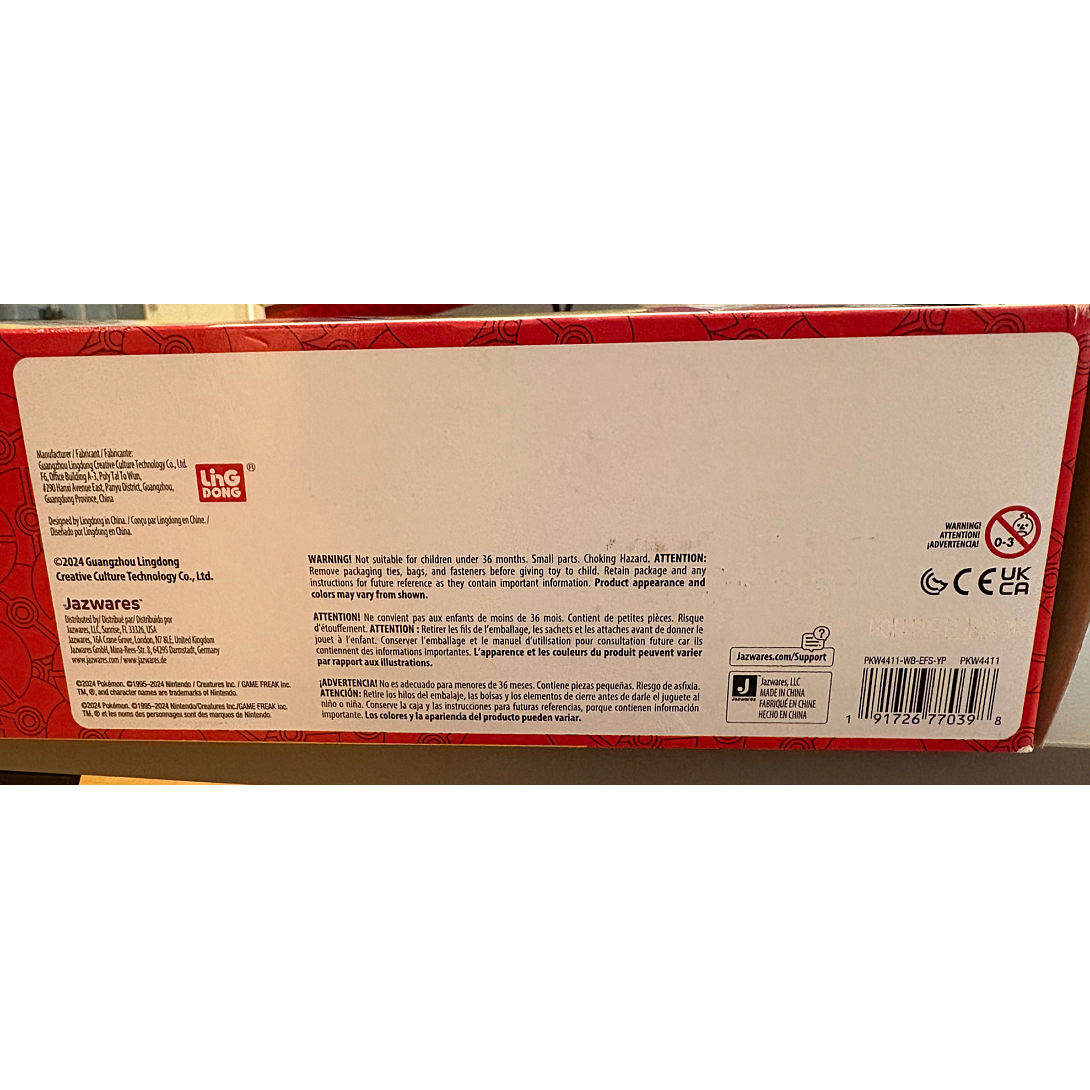 Manufacturer / Fabricant / Fabricante:
Guangzhou Lingdong Creative Culture Technology Co., Ltd.
F6, Office Building A-3, Poly Tal To Wun,
#290 Hanxi Avenue East, Panyu District, Guangzhou,
Guangdong Province, China
LinG
DONG
®
Designed by Lingdong in China. / Conçu par Lingdong en Chine. /
Diseñado por Lingdong en China.
©2024 Guangzhou Lingdong
Creative Culture Technology Co., Ltd.
Jazwares
Distributed by/ Distribué par/ Distribuido por
Jazwares, LLC, Sunrise, FL 33326, USA
Jazwares, 16A Crane Grove, London, N7 8LE, United Kingdom
Jazwares GmbH, Mina-Rees-Str. 8, 64295 Darmstadt, Germany
www.jazwares.com / www.jazwares.de
©2024 Pokémon. ©1995–2024 Nintendo / Creatures Inc. / GAME FREAK inc.
TM, ®, and character names are trademarks of Nintendo.
©2024 Pokémon. ©1995–2024 Nintendo/Creatures Inc./GAME FREAK inc.
TM, ® et les noms des personnages sont des marques de Nintendo.
WARNING! Not suitable for children under 36 months. Small parts. Choking Hazard. ATTENTION:
Remove packaging ties, bags, and fasteners before giving toy to child. Retain package and any
instructions for future reference as they contain important information. Product appearance and
colors may vary from shown.
ATTENTION! Ne convient pas aux enfants de moins de 36 mois. Contient de petites pièces. Risque
d'étouffement. ATTENTION : Retirer les fils de l'emballage, les sachets et les attaches avant de donner le
jouet à l'enfant. Conserver l'emballage et le manuel d'utilisation pour consultation future car ils
contiennent des informations importantes. L'apparence et les couleurs du produit peuvent varier
par rapport aux illustrations.
¡ADVERTENCIA! No es adecuado para menores de 36 meses. Contiene piezas pequeñas. Riesgo de asfixia.
ATENCIÓN: Retire los hilos del embalaje, las bolsas y los elementos de cierre antes de darle el juguete al
niño o niña. Conserve la caja y las instrucciones para futuras referencias, porque contienen información
importante. Los colores y la apariencia del producto pueden variar.
?
Jazwares.com/Support
J
JAZWARES
Jazwares, LLC
MADE IN CHINA
FABRIQUÉ EN CHINE
HECHO EN CHINA
WARNING!
ATTENTION!
¡ADVERTENCIA!
0-3
CE
UK
CA
PKW4411-WB-EFS-YP PKW4411
1 91726 77039 8